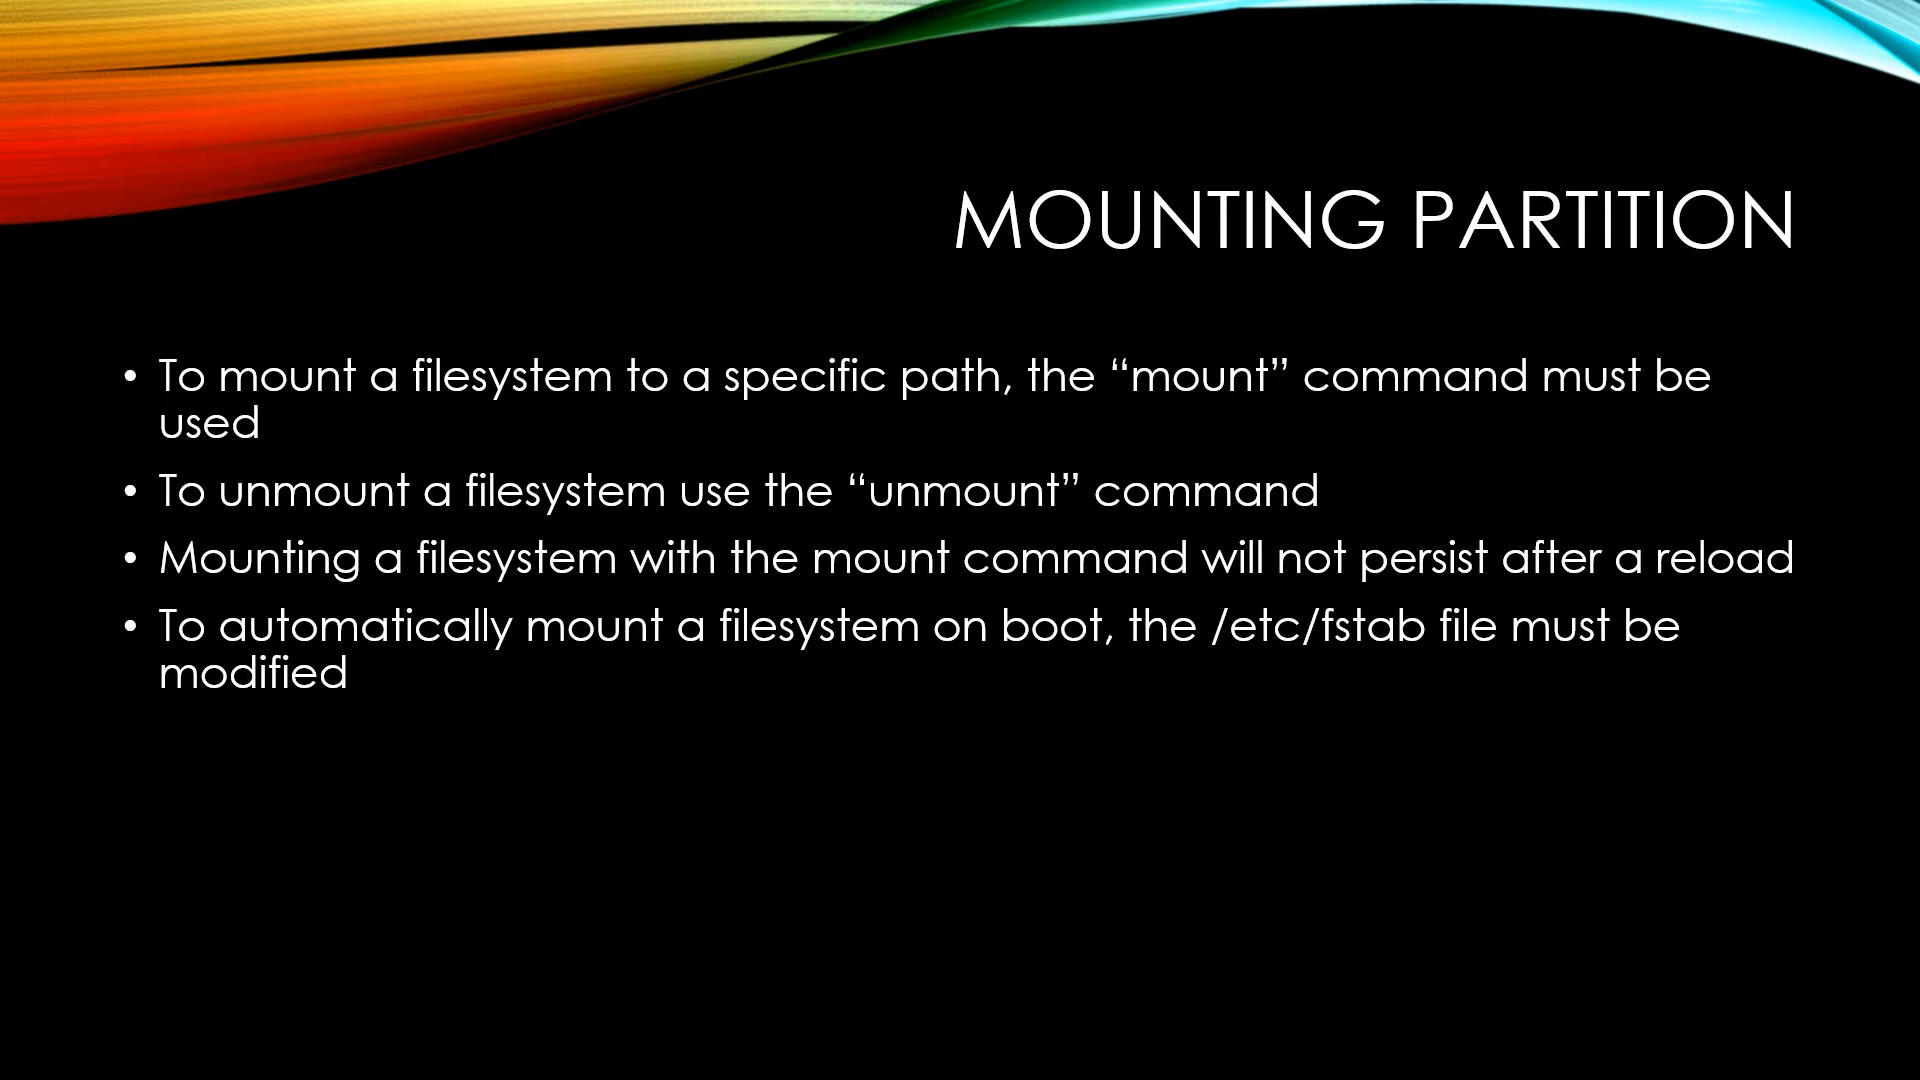 MOUNTING PARTITION
• To mount a filesystem to a specific path, the “mount” command must be
used
• To unmount a filesystem use the “unmount” command
• Mounting a filesystem with the mount command will not persist after a reload
• To automatically mount a filesystem on boot, the /etc/fstab file must be
modified